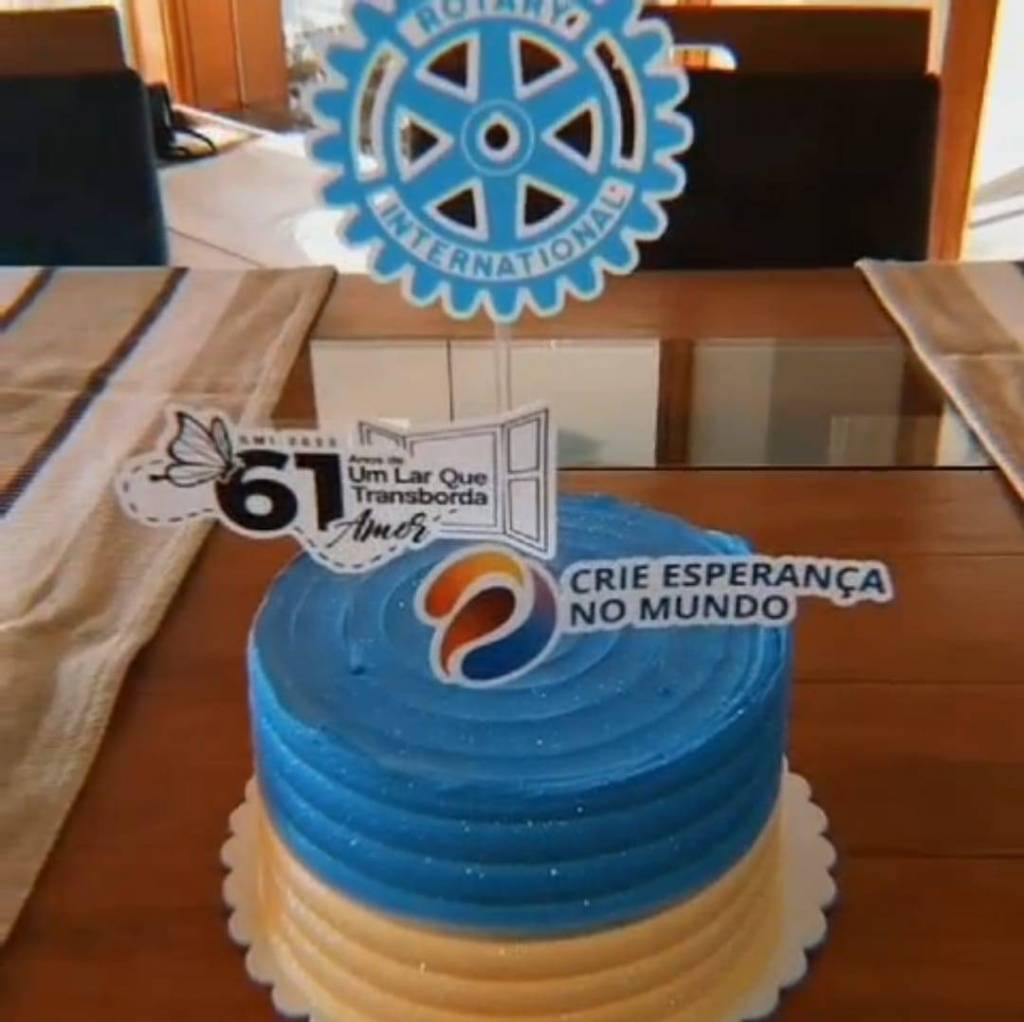 ROTARY
INTERNATIONAL
61
Anos de
Um Lar Que
Transborda
Amor
CRIE ESPERANÇA
NO MUNDO